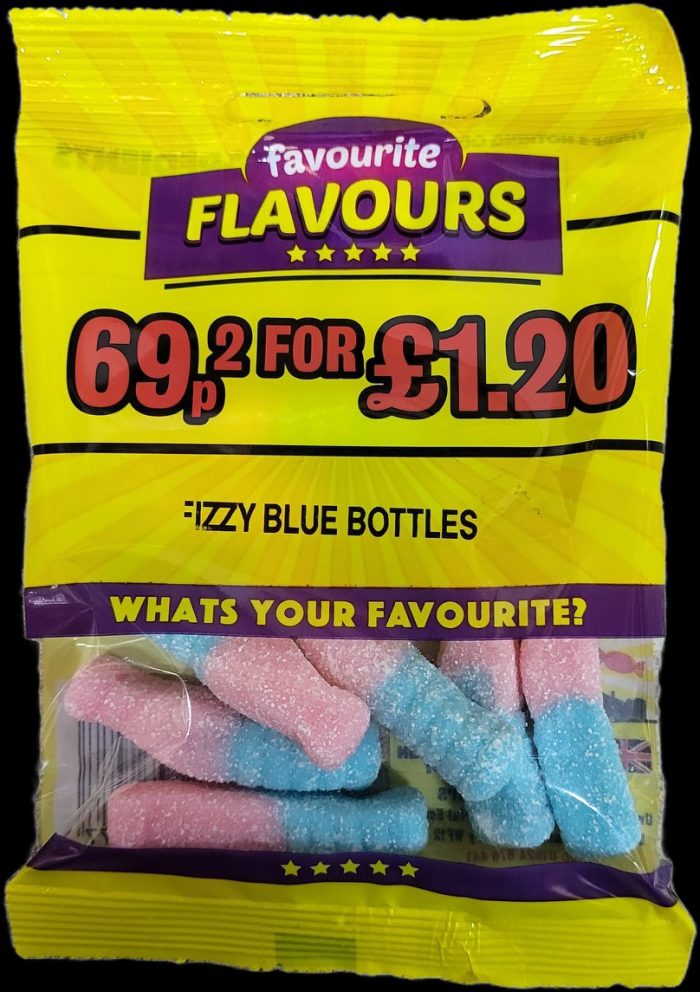 favourite
FLAVOURS
69p 2 FOR £1.20
FIZZY BLUE BOTTLES
WHATS YOUR FAVOURITE?